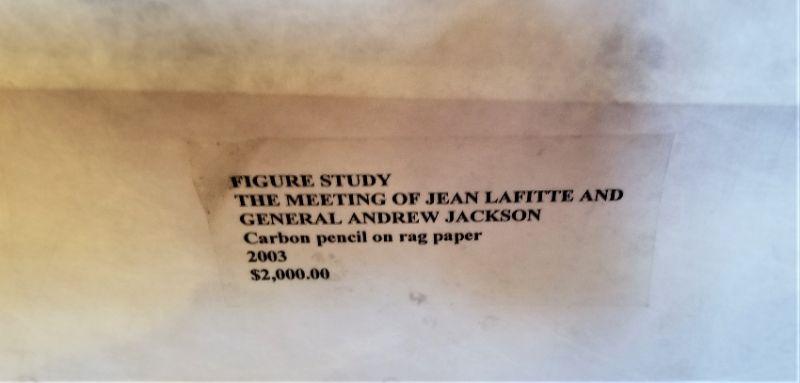 FIGURE STUDY
THE MEETING OF JEAN LAFITTE AND
GENERAL ANDREW JACKSON
Carbon pencil on rag paper
2003
$2,000.00